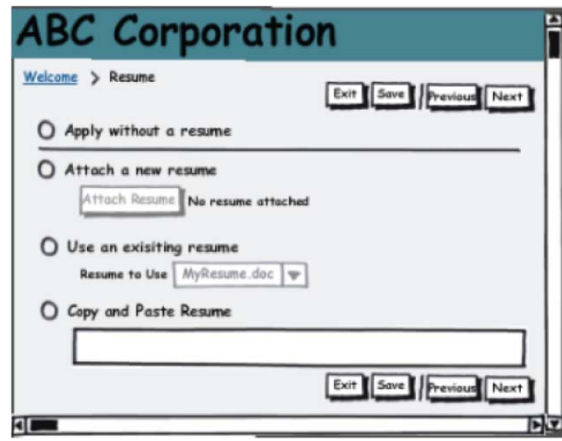 ABC Corporation
Welcome > Resume
Exit Save Previous Next
Apply without a resume
Attach a new resume
Attach Resume No resume attached
Use an exisiting resume
Resume to Use MyResume.doc
Copy and Paste Resume
Exit Save Previous Next